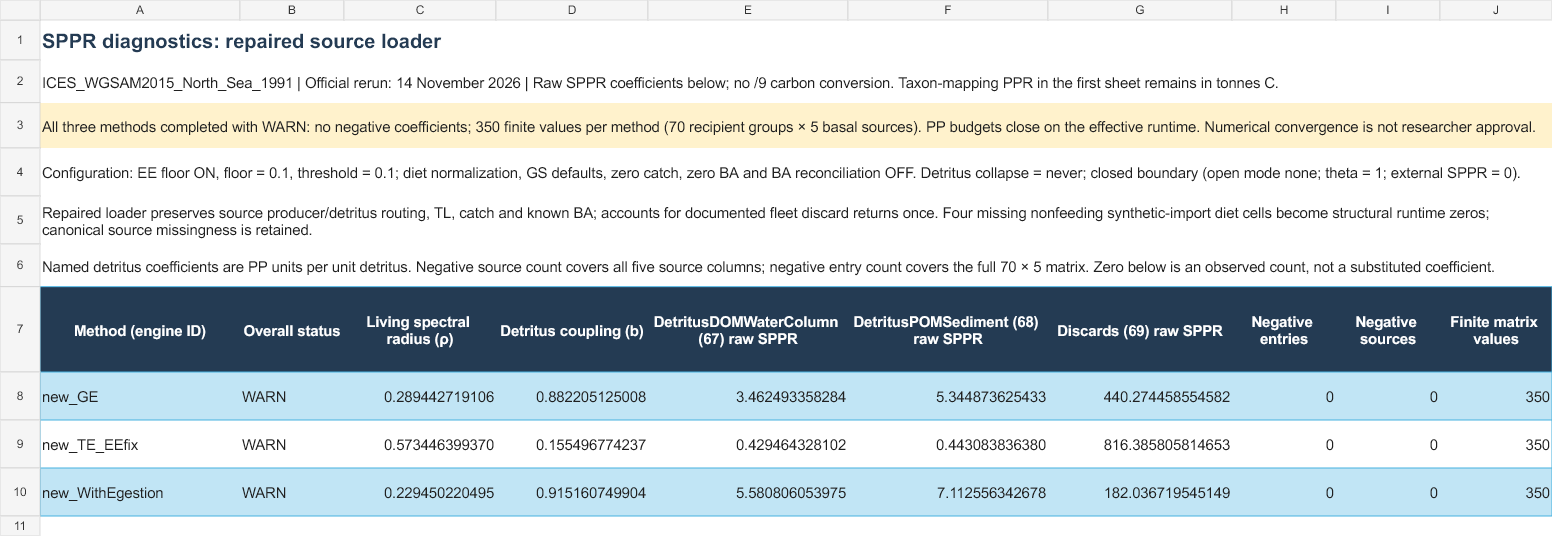 A B C D E F G H I J
1 SPPR diagnostics: repaired source loader
2 ICES_WGSAM2015_North_Sea_1991 | Official rerun: 14 November 2026 | Raw SPPR coefficients below; no /9 carbon conversion. Taxon-mapping PPR in the first sheet remains in tonnes C.
3 All three methods completed with WARN: no negative coefficients; 350 finite values per method (70 recipient groups × 5 basal sources). PP budgets close on the effective runtime. Numerical convergence is not researcher approval.
4 Configuration: EE floor ON, floor = 0.1, threshold = 0.1; diet normalization, GS defaults, zero catch, zero BA and BA reconciliation OFF. Detritus collapse = never; closed boundary (open mode none; theta = 1; external SPPR = 0).
5 Repaired loader preserves source producer/detritus routing, TL, catch and known BA; accounts for documented fleet discard returns once. Four missing nonfeeding synthetic-import diet cells become structural runtime zeros;
canonical source missingness is retained.
6 Named detritus coefficients are PP units per unit detritus. Negative source count covers all five source columns; negative entry count covers the full 70 × 5 matrix. Zero below is an observed count, not a substituted coefficient.
7 Method (engine ID) Overall status Living spectral radius (ρ) Detritus coupling (b) DetritusDOMWaterColumn (67) raw SPPR DetritusPOMSediment (68) raw SPPR Discards (69) raw SPPR Negative entries Negative sources Finite matrix values
8 new_GE WARN 0.289442719106 0.882205125008 3.462493358284 5.344873625433 440.274458554582 0 0 350
9 new_TE_EEfix WARN 0.573446399370 0.155496774237 0.429464328102 0.443083836380 816.385805814653 0 0 350
10 new_WithEgestion WARN 0.229450220495 0.915160749904 5.580806053975 7.112556342678 182.036719545149 0 0 350
11